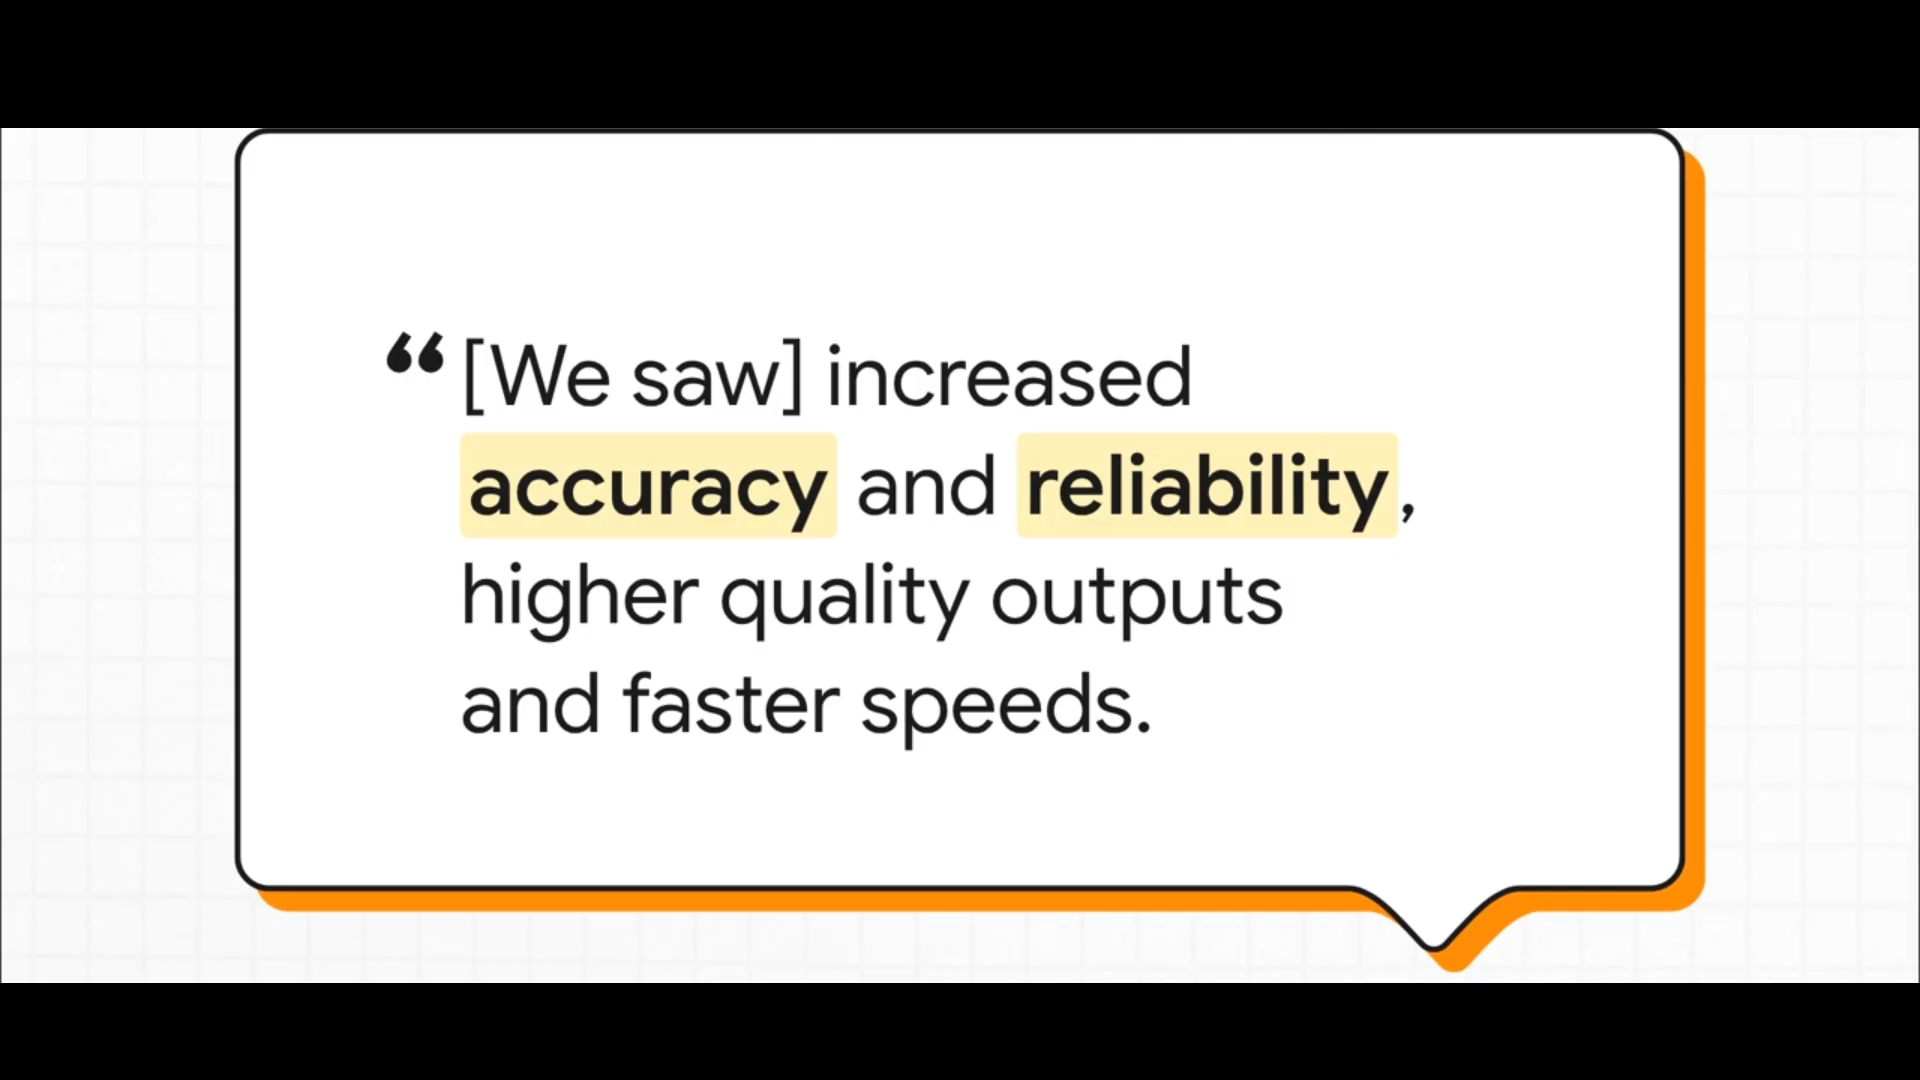 “[We saw] increased
accuracy and reliability,
higher quality outputs
and faster speeds.